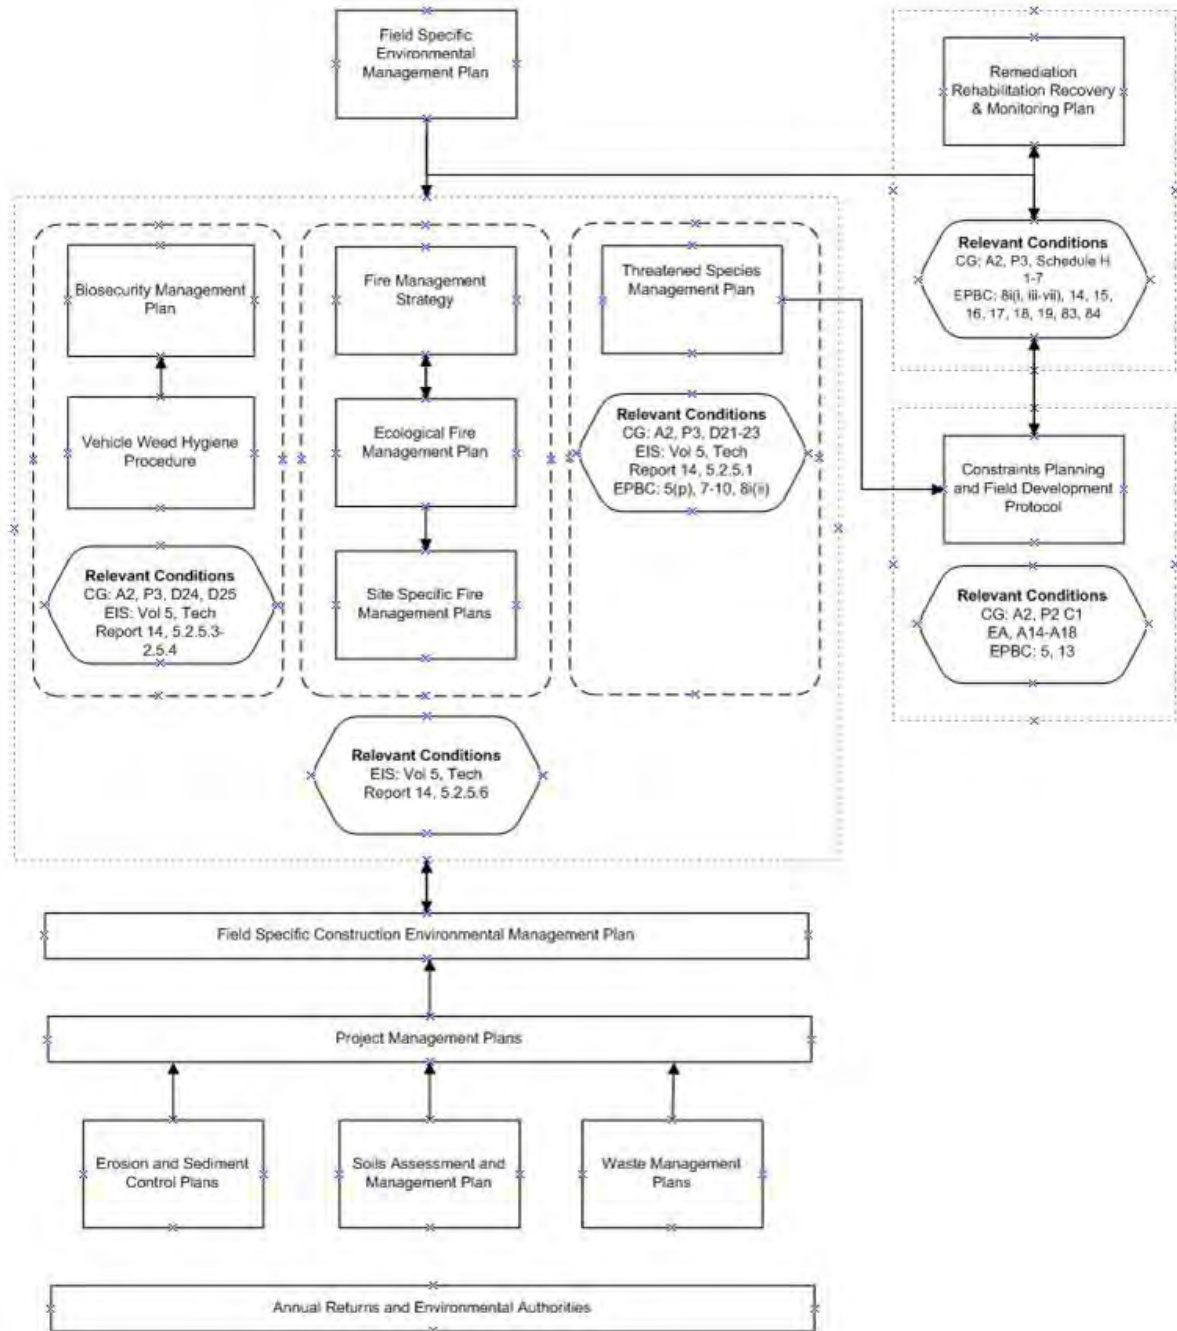 Field Specific
Environmental
Management Plan
Remediation
Rehabilitation Recovery
& Monitoring Plan
Relevant Conditions
CG: A2, P3, Schedule H
1-7
EPBC: 8i(i, iii-vii), 14, 15,
16, 17, 18, 19, 83, 84
Biosecurity Management
Plan
Vehicle Weed Hygiene
Procedure
Relevant Conditions
CG: A2, P3, D24, D25
EIS: Vol 5, Tech
Report 14, 5.2.5.3-
2.5.4
Fire Management
Strategy
Ecological Fire
Management Plan
Site Specific Fire
Management Plans
Threatened Species
Management Plan
Relevant Conditions
CG: A2, P3, D21-23
EIS: Vol 5, Tech
Report 14, 5.2.5.1
EPBC: 5(p), 7-10, 8i(ii)
Constraints Planning
and Field Development
Protocol
Relevant Conditions
CG: A2, P2 C1
EA, A14-A18
EPBC: 5, 13
Relevant Conditions
EIS: Vol 5, Tech
Report 14, 5.2.5.6
Field Specific Construction Environmental Management Plan
Project Management Plans
Erosion and Sediment
Control Plans
Soils Assessment and
Management Plan
Waste Management
Plans
Annual Returns and Environmental Authorities